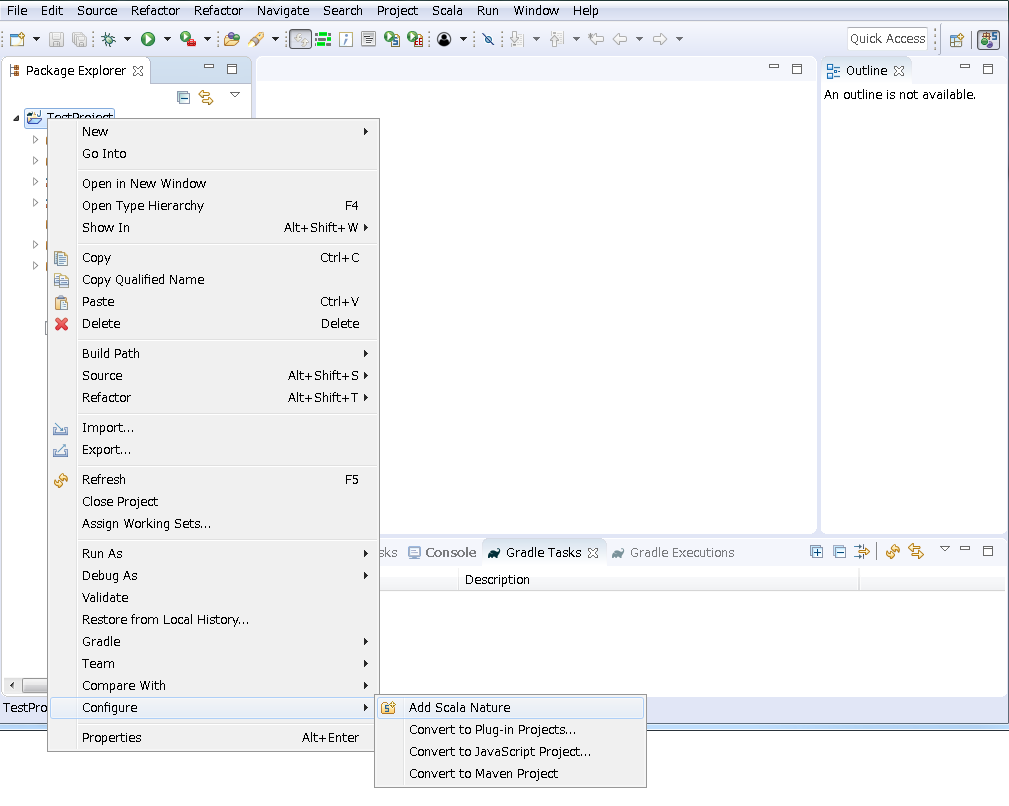 File Edit Source Refactor Refactor Navigate Search Project Scala Run Window Help
Quick Access
Package Explorer
Outline
An outline is not available.
TestProject
New
Go Into
Open in New Window
Open Type Hierarchy F4
Show In Alt+Shift+W
Copy Ctrl+C
Copy Qualified Name
Paste Ctrl+V
Delete Delete
Build Path
Source Alt+Shift+S
Refactor Alt+Shift+T
Import...
Export...
Refresh F5
Close Project
Assign Working Sets...
Run As
Debug As
Validate
Restore from Local History...
Gradle
Team
Compare With
Configure
Properties Alt+Enter
sks Console Gradle Tasks Gradle Executions
Description
TestPro
Add Scala Nature
Convert to Plug-in Projects...
Convert to JavaScript Project...
Convert to Maven Project